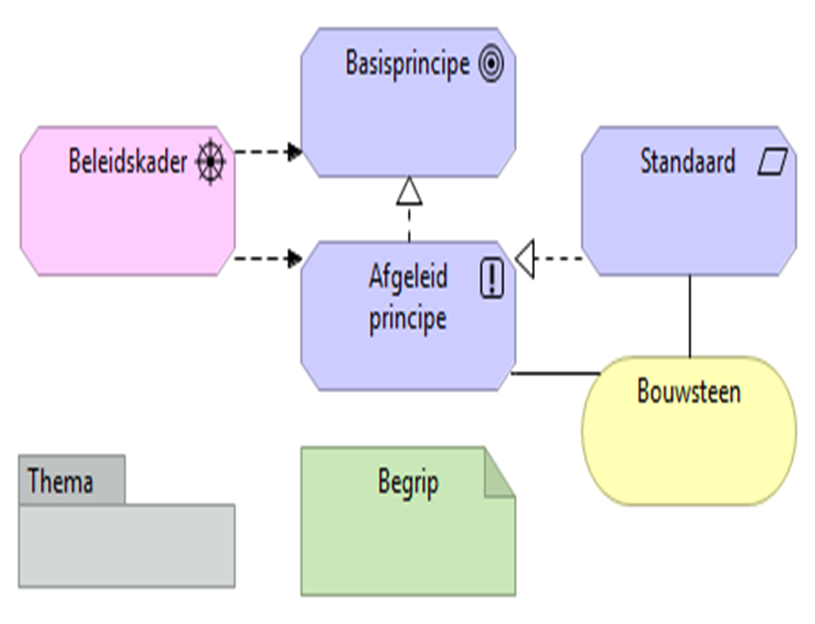 Basisprincipe
Beleidskader
Standaard
Afgeleid
principe
Bouwsteen
Thema
Begrip